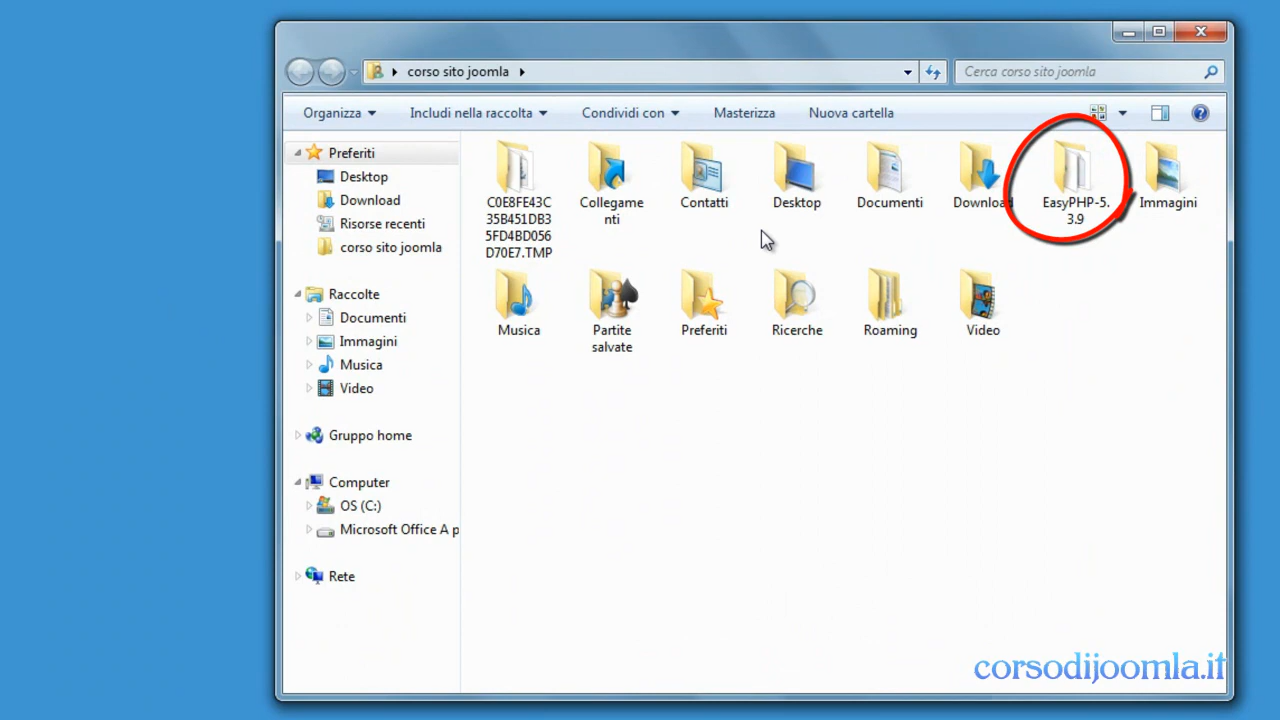 corso sito joomla
Cerca corso sito joomla
Organizza
Includi nella raccolta
Condividi con
Masterizza
Nuova cartella
Preferiti
Desktop
Download
Risorse recenti
corso sito joomla
Raccolte
Documenti
Immagini
Musica
Video
Gruppo home
Computer
OS (C:)
Microsoft Office A p
Rete
C0E8FE43C
35B451DB3
5FD4BD056
D70E7.TMP
Collegame
nti
Contatti
Desktop
Documenti
Download
EasyPHP-5.
3.9
Immagini
Musica
Partite
salvate
Preferiti
Ricerche
Roaming
Video
corsodijoomla.it